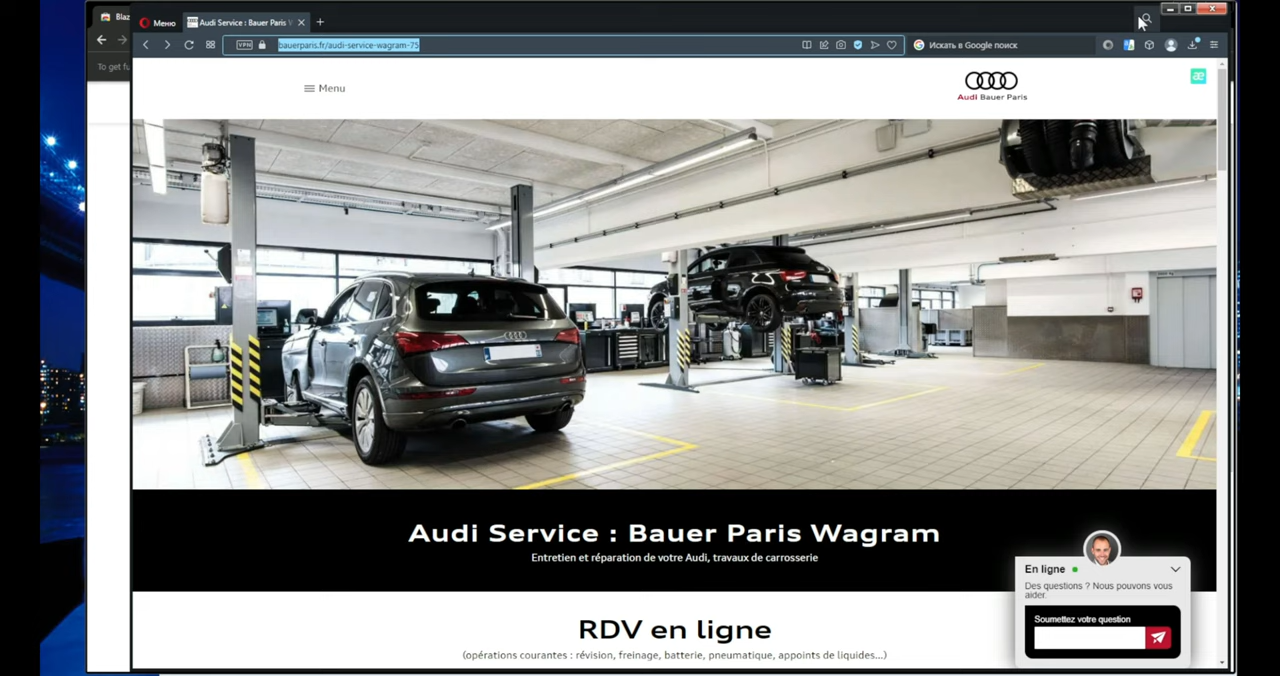 Blaz
Меню
Audi Service : Bauer Paris W
VPN
bauerparis.fr/audi-service-wagram-75
Искать в Google поиск
To get fu
Menu
Audi Bauer Paris
æ
Audi Service : Bauer Paris Wagram
Entretien et réparation de votre Audi, travaux de carrosserie
En ligne
Des questions ? Nous pouvons vous
aider.
Soumettez votre question
RDV en ligne
(opérations courantes : révision, freinage, batterie, pneumatique, appoints de liquides...)